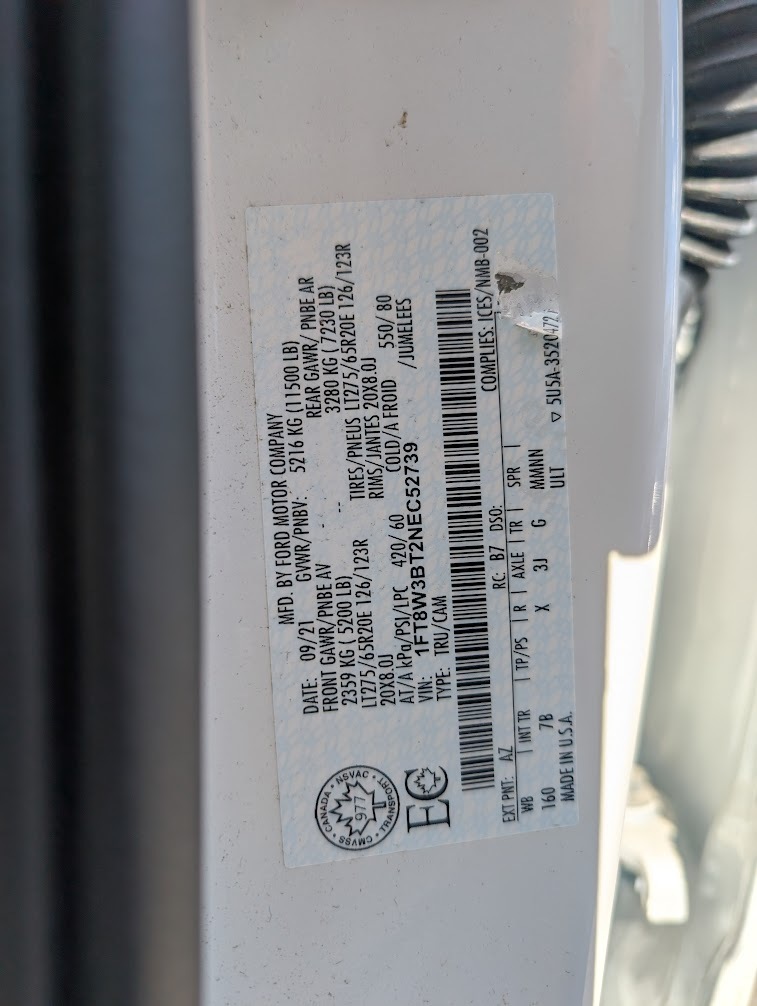 MFD. BY FORD MOTOR COMPANY
DATE: 09/21 GVWR/PNBV: 5216 KG (11500 LB)
FRONT GAWR/PNBE AV REAR GAWR/ PNBE AR
2359 KG ( 5200 LB) -- 3280 KG ( 7230 LB)
LT275/65R20E 126/123R TIRES/PNEUS LT275/65R20E 126/123R
20X8.0J RIMS/JANTES 20X8.0J
AT/A kPa/PSI/LPC 420/ 60 COLD/A FROID 550/ 80
VIN: 1FT8W3BT2NEC52739 /JUMELEES
TYPE: TRU/CAM
CANADA • NSVAC • TRANSPORT • CMVSS
977
EC
COMPLIES: ICES/NMB-002
EXT PNT: AZ RC: B7 DSO:
WB INT TR TP/PS R AXLE TR SPR
160 7B X 3J G MMNN
MADE IN U.S.A. ULT
▽ 5U5A-3520472